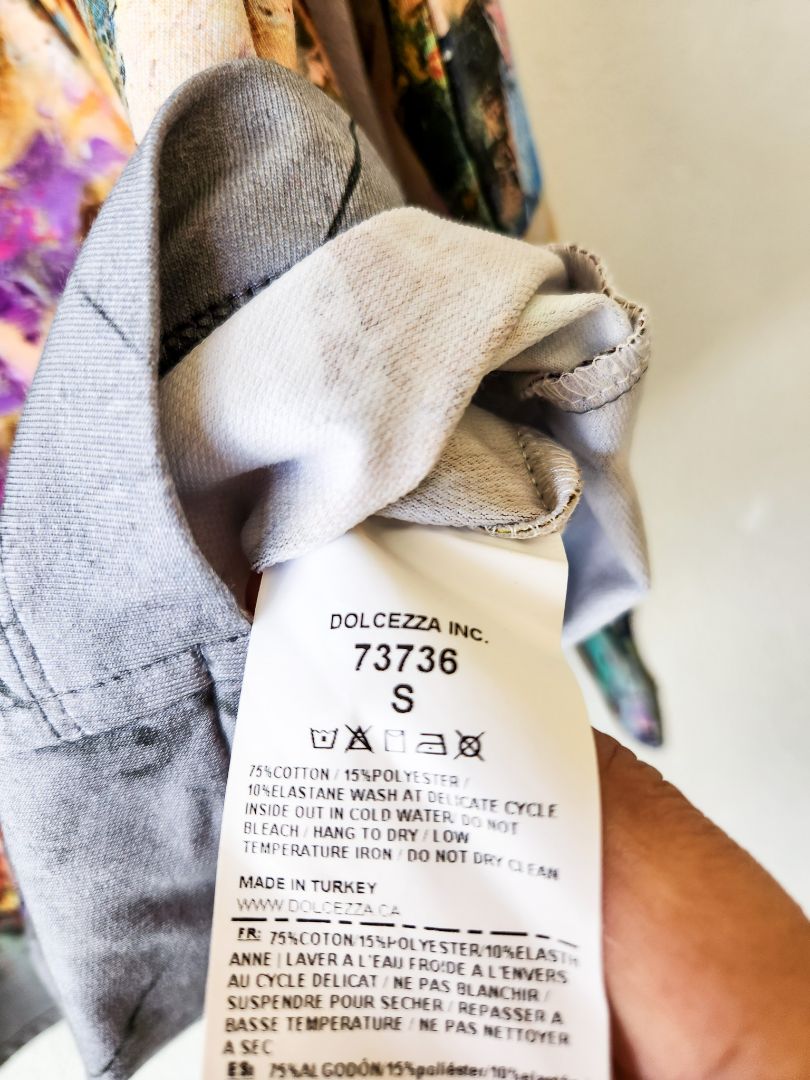 DOLCEZZA INC.
73736
S
75%COTTON / 15%POLYESTER /
10%ELASTANE WASH AT DELICATE CYCLE
INSIDE OUT IN COLD WATER/ DO NOT
BLEACH / HANG TO DRY / LOW
TEMPERATURE IRON / DO NOT DRY CLEAN
MADE IN TURKEY
WWW.DOLCEZZA.CA
FR: 75%COTON/15%POLYESTER/10%ELASTH
ANNE | LAVER A L'EAU FROIDE A L'ENVERS
AU CYCLE DELICAT / NE PAS BLANCHIR /
SUSPENDRE POUR SECHER / REPASSER A
BASSE TEMPERATURE / NE PAS NETTOYER
A SEC
ES: 75%ALGODÓN/15%poliéster/10%elastán